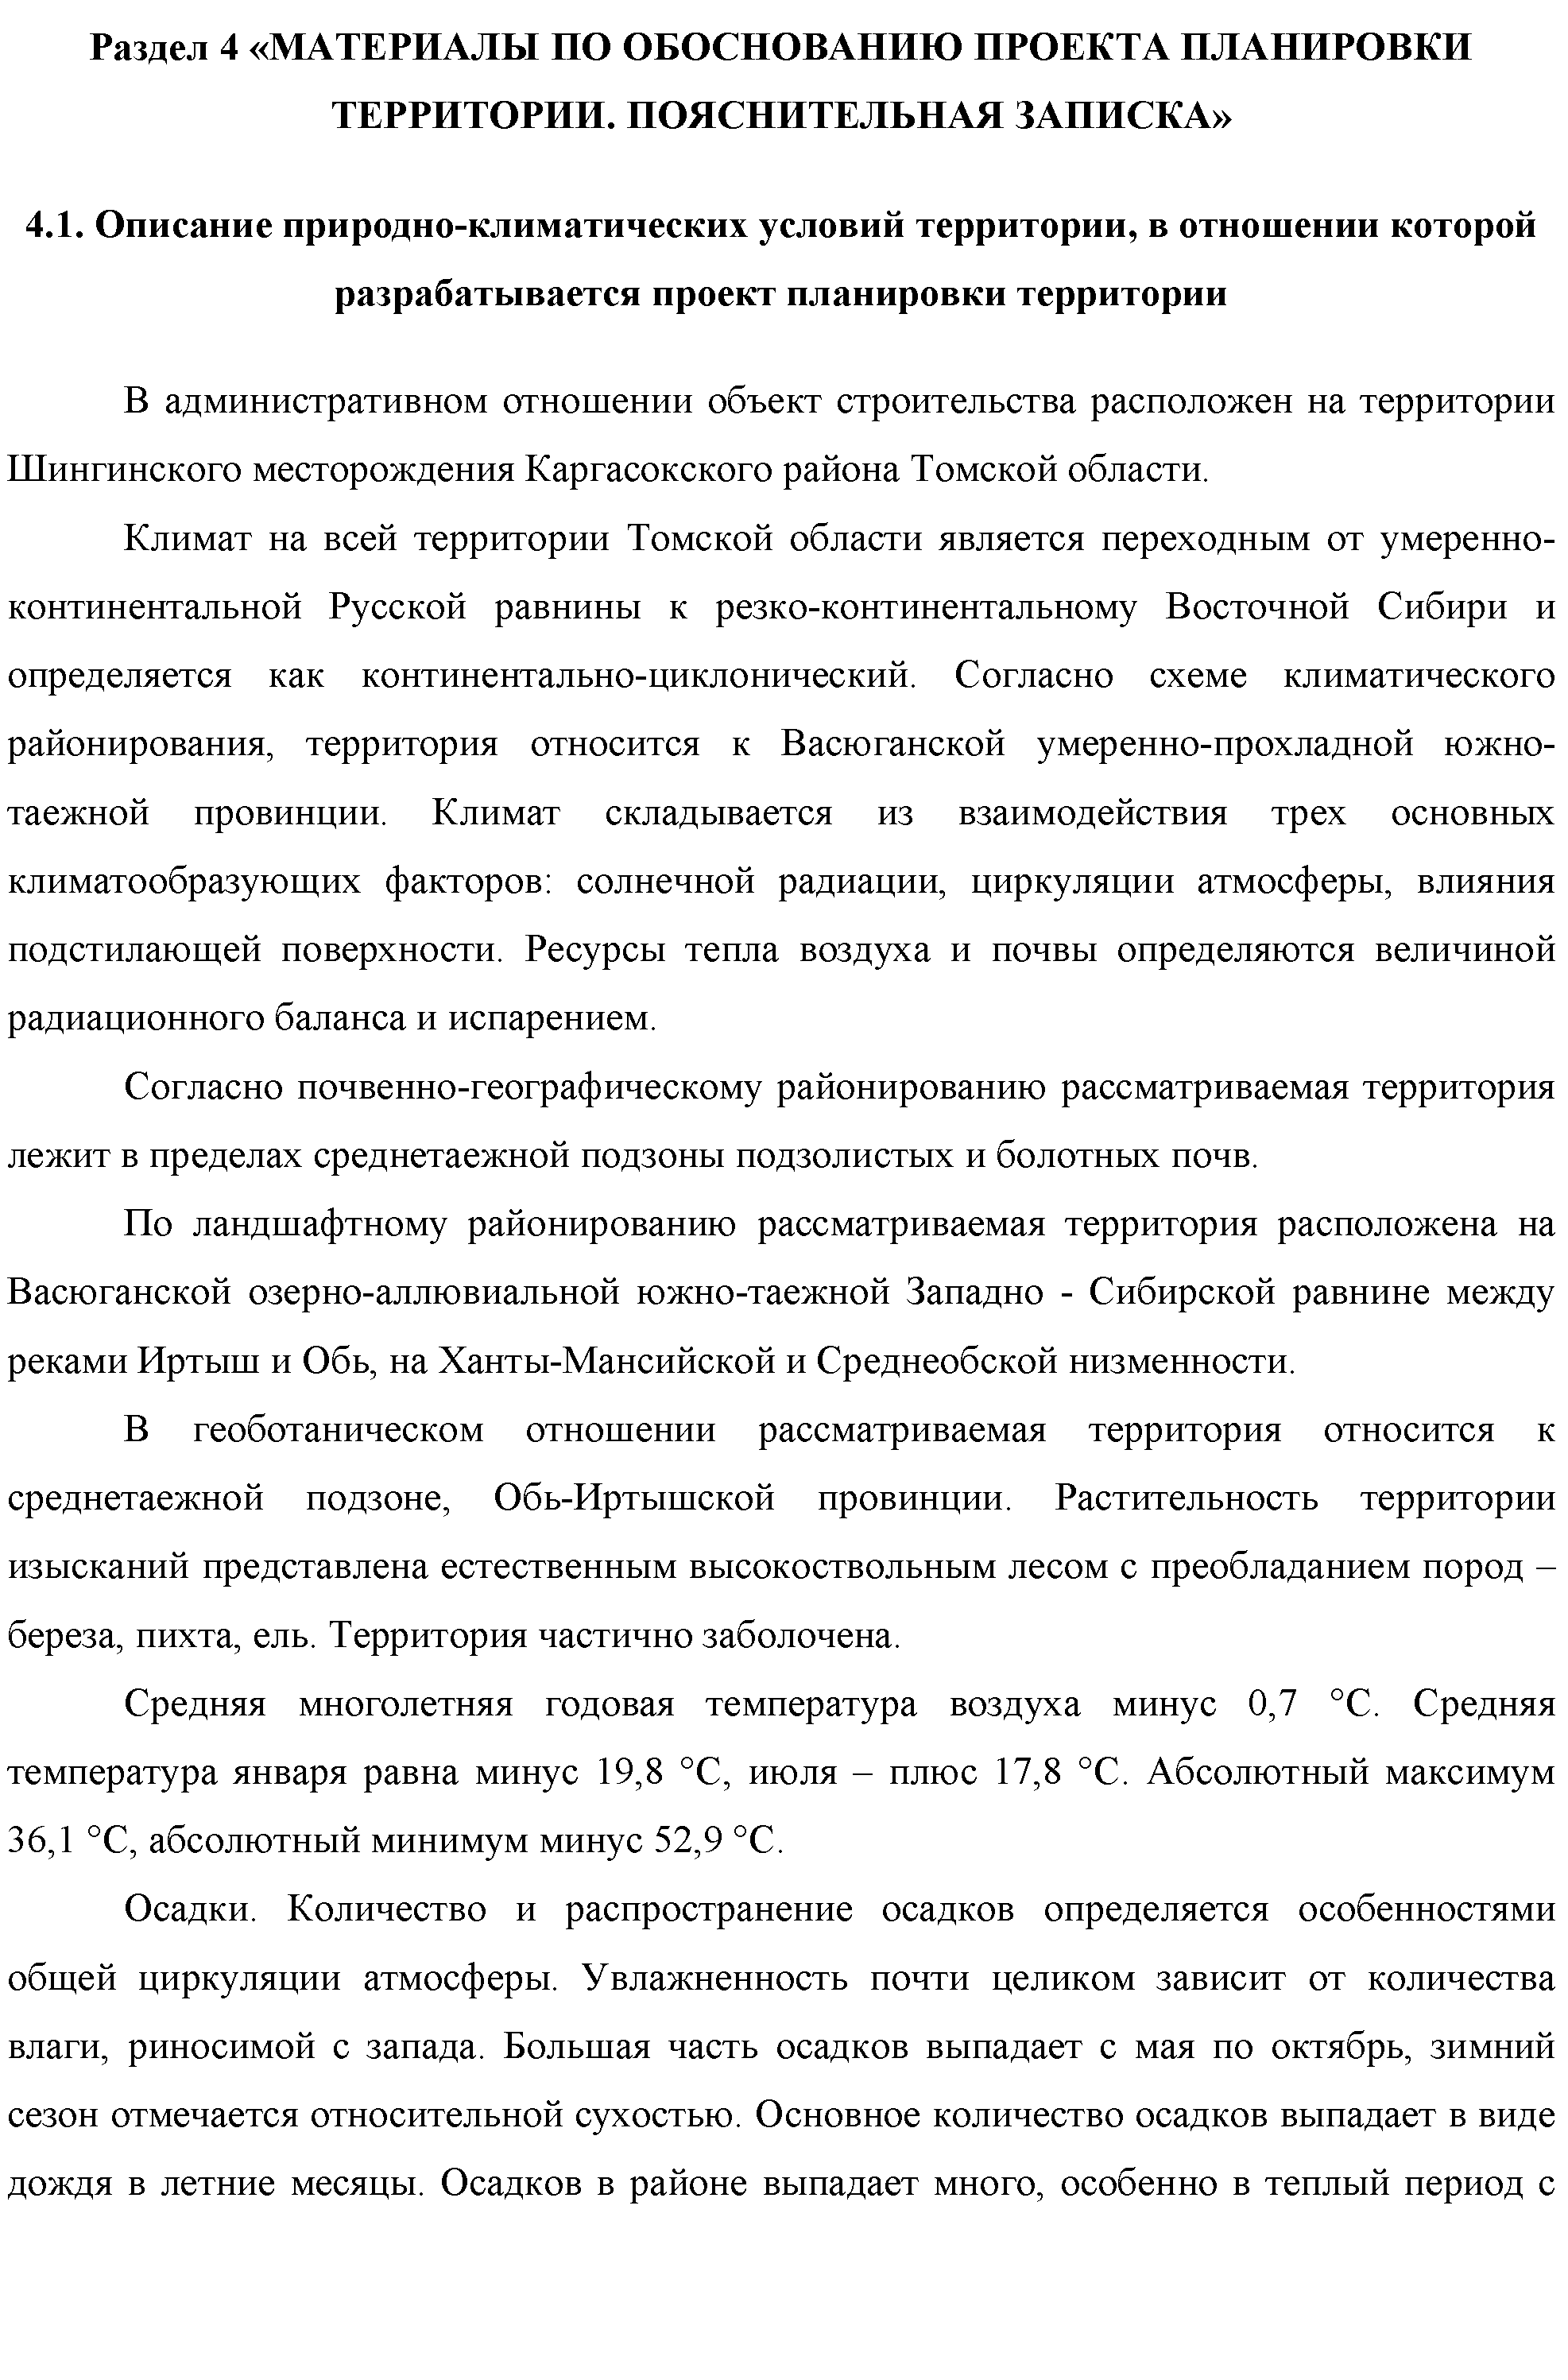 Раздел 4 «МАТЕРИАЛЫ ПО ОБОСНОВАНИЮ ПРОЕКТА ПЛАНИРОВКИ
ТЕРРИТОРИИ. ПОЯСНИТЕЛЬНАЯ ЗАПИСКА»
4.1. Описание природно-климатических условий территории, в отношении которой
разрабатывается проект планировки территории
В административном отношении объект строительства расположен на территории
Шингинского месторождения Каргасокского района Томской области.
Климат на всей территории Томской области является переходным от умеренно-
континентальной Русской равнины к резко-континентальному Восточной Сибири и
определяется как континентально-циклонический. Согласно схеме климатического
районирования, территория относится к Васюганской умеренно-прохладной южно-
таежной провинции. Климат складывается из взаимодействия трех основных
климатообразующих факторов: солнечной радиации, циркуляции атмосферы, влияния
подстилающей поверхности. Ресурсы тепла воздуха и почвы определяются величиной
радиационного баланса и испарением.
Согласно почвенно-географическому районированию рассматриваемая территория
лежит в пределах среднетаежной подзоны подзолистых и болотных почв.
По ландшафтному районированию рассматриваемая территория расположена на
Васюганской озерно-аллювиальной южно-таежной Западно - Сибирской равнине между
реками Иртыш и Обь, на Ханты-Мансийской и Среднеобской низменности.
В геоботаническом отношении рассматриваемая территория относится к
среднетаежной подзоне, Обь-Иртышской провинции. Растительность территории
изысканий представлена естественным высокоствольным лесом с преобладанием пород –
береза, пихта, ель. Территория частично заболочена.
Средняя многолетняя годовая температура воздуха минус 0,7 °С. Средняя
температура января равна минус 19,8 °С, июля – плюс 17,8 °С. Абсолютный максимум
36,1 °С, абсолютный минимум минус 52,9 °С.
Осадки. Количество и распространение осадков определяется особенностями
общей циркуляции атмосферы. Увлажненность почти целиком зависит от количества
влаги, риносимой с запада. Большая часть осадков выпадает с мая по октябрь, зимний
сезон отмечается относительной сухостью. Основное количество осадков выпадает в виде
дождя в летние месяцы. Осадков в районе выпадает много, особенно в теплый период с